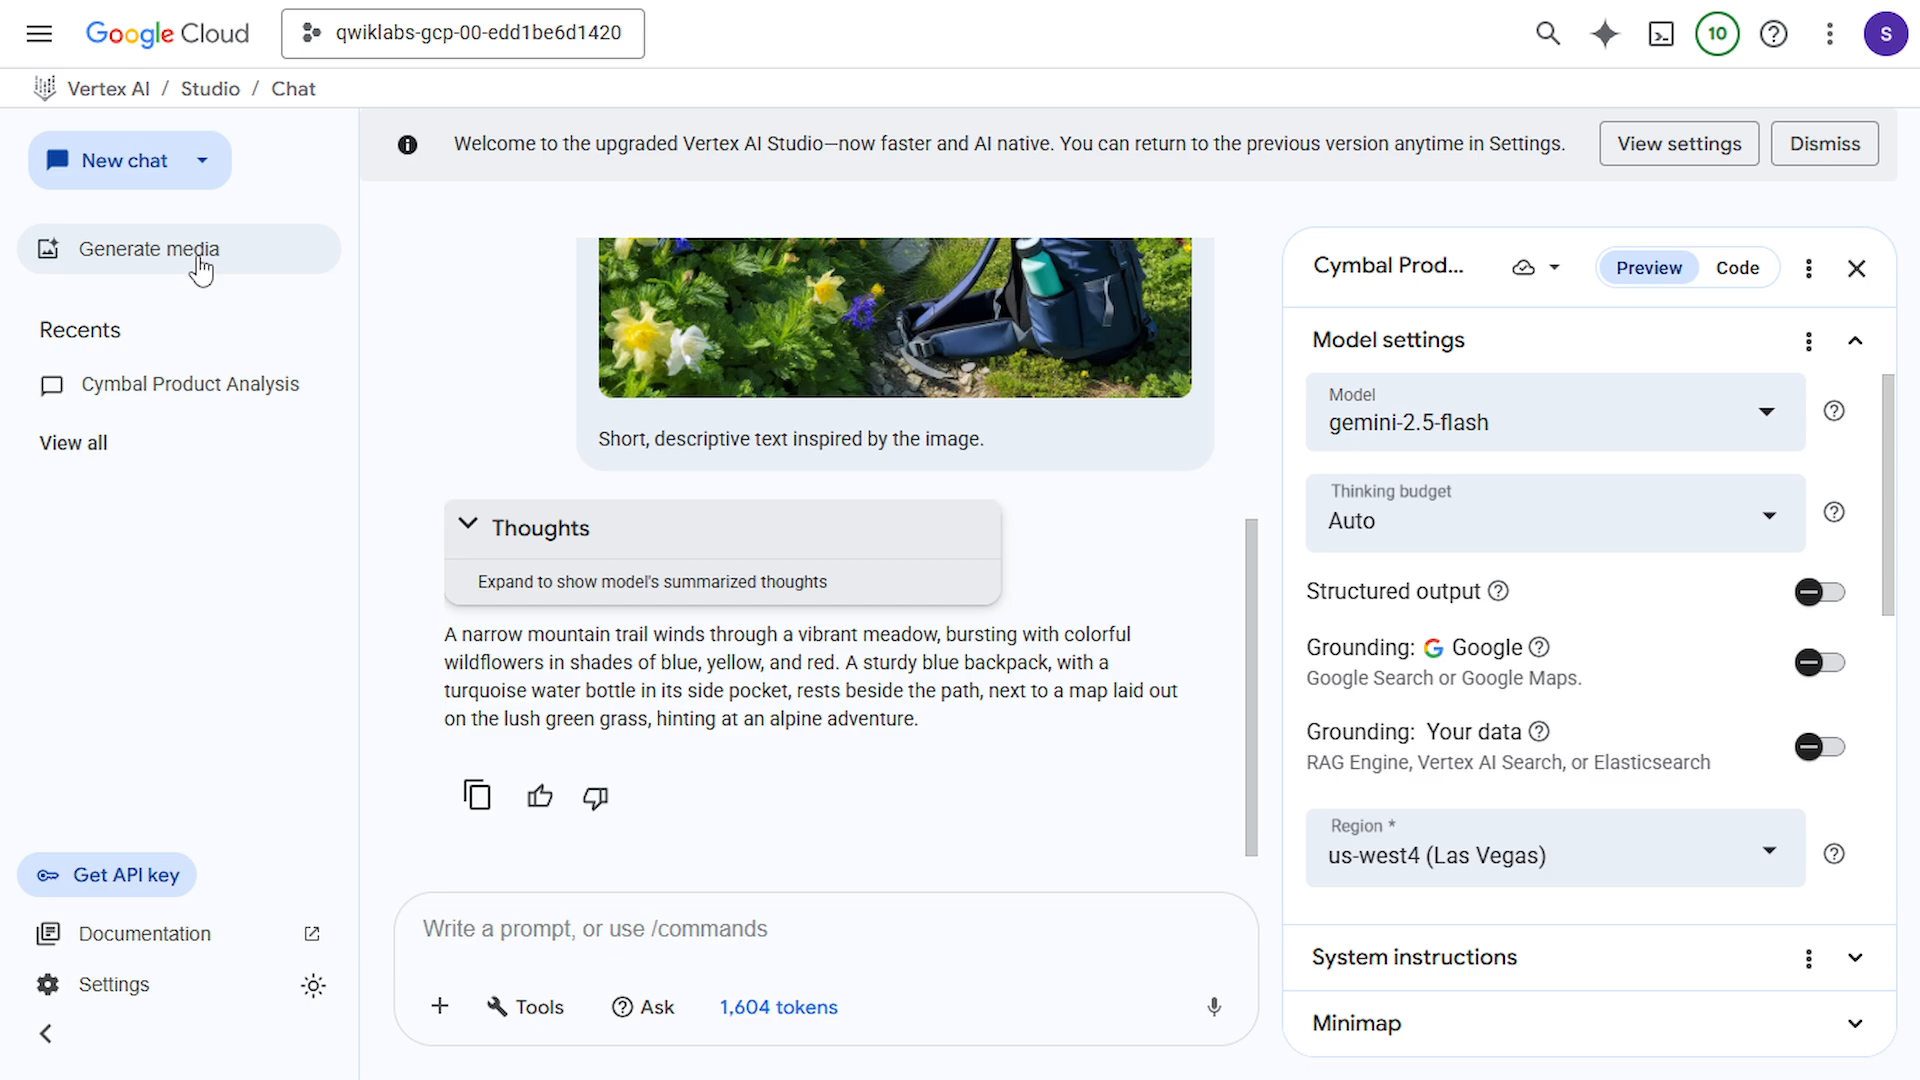 Google Cloud
qwiklabs-gcp-00-edd1be6d1420
10
S
Vertex AI / Studio / Chat
New chat
Generate media
Recents
Cymbal Product Analysis
View all
Get API key
Documentation
Settings
Welcome to the upgraded Vertex AI Studio—now faster and AI native. You can return to the previous version anytime in Settings.
View settings
Dismiss
Short, descriptive text inspired by the image.
Thoughts
Expand to show model's summarized thoughts
A narrow mountain trail winds through a vibrant meadow, bursting with colorful
wildflowers in shades of blue, yellow, and red. A sturdy blue backpack, with a
turquoise water bottle in its side pocket, rests beside the path, next to a map laid out
on the lush green grass, hinting at an alpine adventure.
Write a prompt, or use /commands
Tools
Ask
1,604 tokens
Cymbal Prod...
Preview
Code
Model settings
Model
gemini-2.5-flash
Thinking budget
Auto
Structured output
Grounding: Google
Google Search or Google Maps.
Grounding: Your data
RAG Engine, Vertex AI Search, or Elasticsearch
Region *
us-west4 (Las Vegas)
System instructions
Minimap